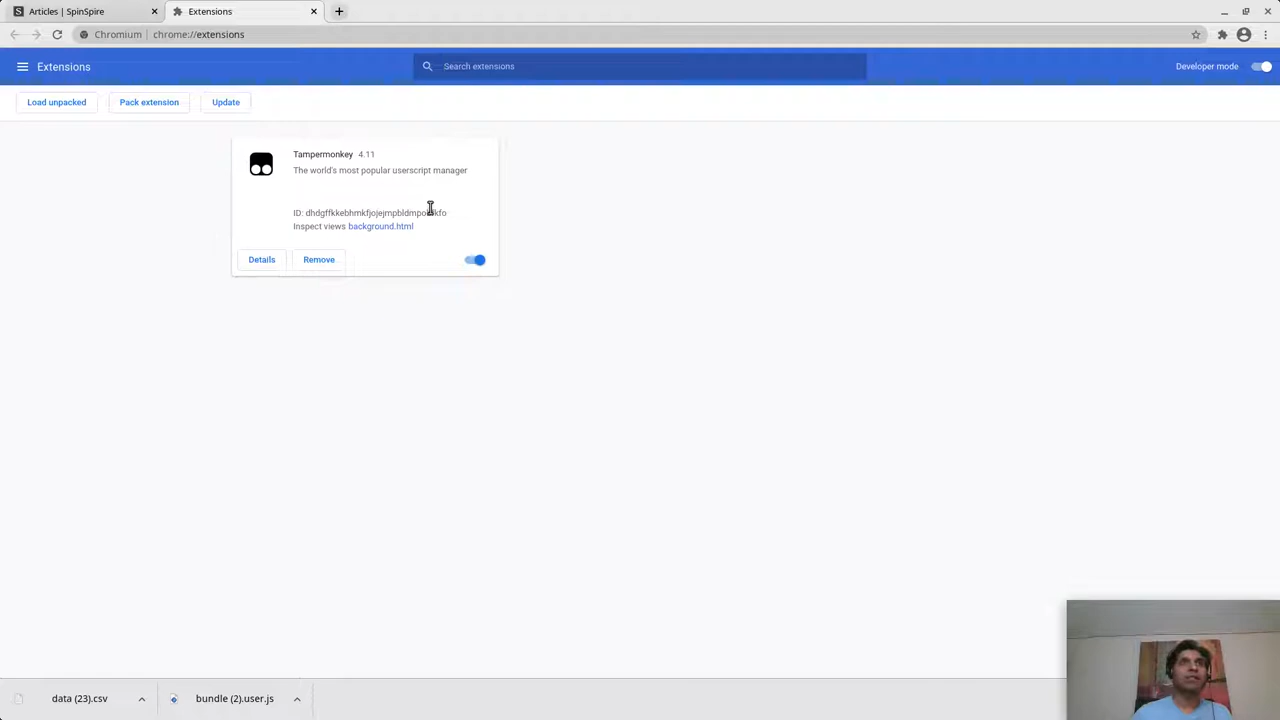 Articles | SpinSpire
Extensions
Chromium | chrome://extensions
Extensions
Search extensions
Developer mode
Load unpacked
Pack extension
Update
Tampermonkey 4.11
The world's most popular userscript manager
ID:
Inspect views background.html
Details
Remove
data (23).csv
bundle (2).user.js